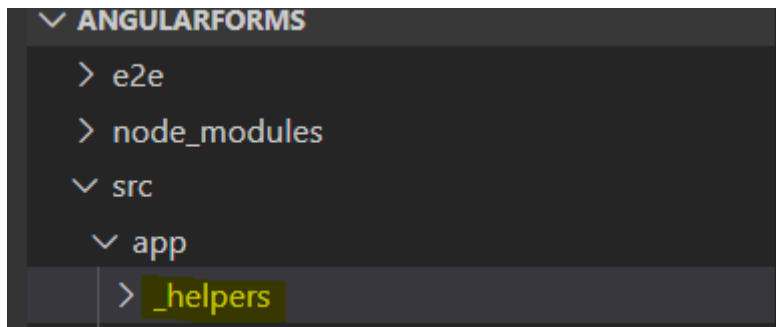 ANGULARFORMS
e2e
node_modules
src
app
_helpers